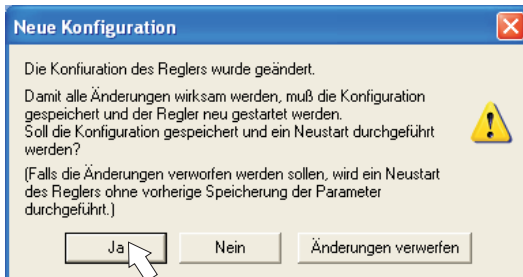 Neue Konfiguration
Die Konfiuration des Reglers wurde geändert.
Damit alle Änderungen wirksam werden, muß die Konfiguration
gespeichert und der Regler neu gestartet werden.
Soll die Konfiguration gespeichert und ein Neustart durchgeführt
werden?
(Falls die Änderungen verworfen werden sollen, wird ein Neustart
des Reglers ohne vorherige Speicherung der Parameter
durchgeführt.)
Ja Nein Änderungen verwerfen